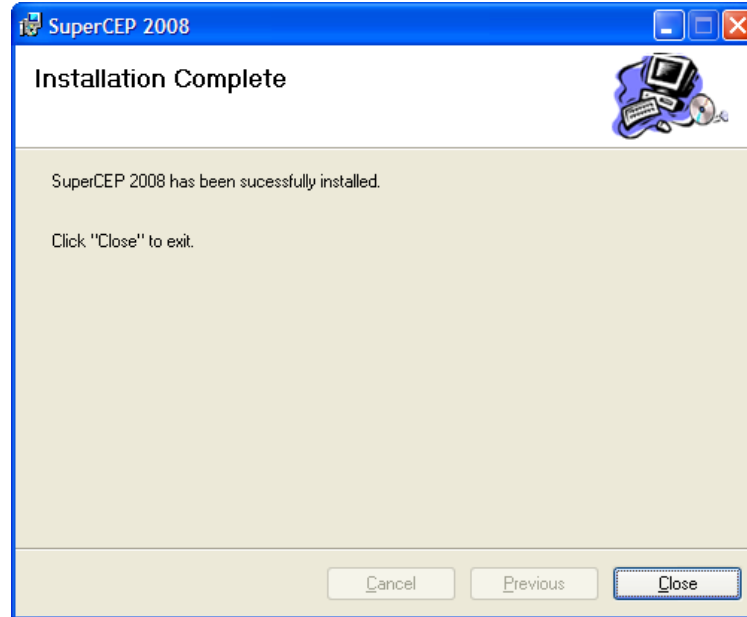 SuperCEP 2008
Installation Complete
SuperCEP 2008 has been sucessfully installed.
Click "Close" to exit.
Cancel
Previous
Close